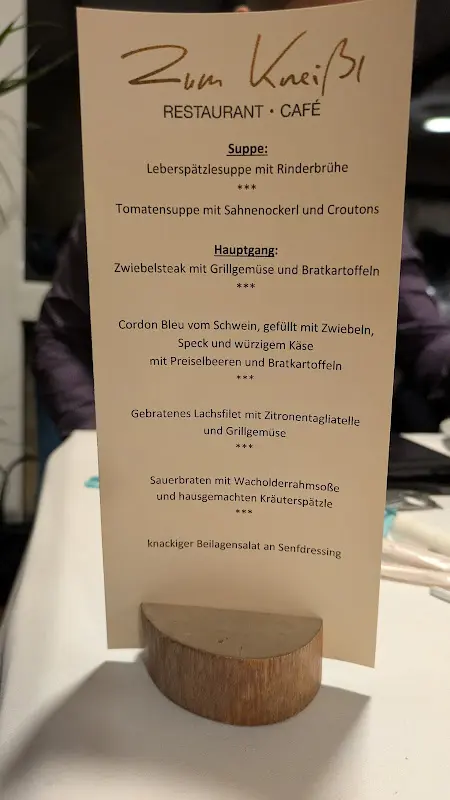 Zum Kneißl
RESTAURANT • CAFÉ
Suppe:
Leberspätzlesuppe mit Rinderbrühe
***
Tomatensuppe mit Sahnenockerl und Croutons
Hauptgang:
Zwiebelsteak mit Grillgemüse und Bratkartoffeln
***
Cordon Bleu vom Schwein, gefüllt mit Zwiebeln,
Speck und würzigem Käse
mit Preiselbeeren und Bratkartoffeln
***
Gebratenes Lachsfilet mit Zitronentagliatelle
und Grillgemüse
***
Sauerbraten mit Wacholderrahmsoße
und hausgemachten Kräuterspätzle
***
knackiger Beilagensalat an Senfdressing